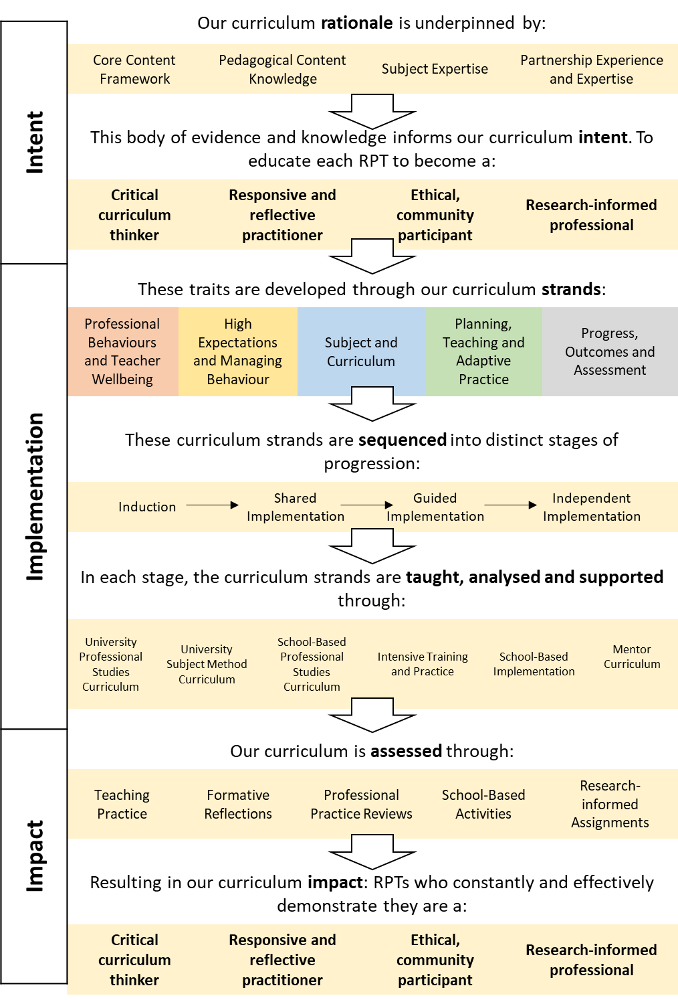 Our curriculum rationale is underpinned by:
Core Content
Framework
Pedagogical Content
Knowledge
Subject Expertise
Partnership Experience
and Expertise
Intent
This body of evidence and knowledge informs our curriculum intent. To
educate each RPT to become a:
Critical
curriculum
thinker
Responsive and
reflective
practitioner
Ethical,
community
participant
Research-informed
professional
Implementation
These traits are developed through our curriculum strands:
Professional
Behaviours
and Teacher
Wellbeing
High
Expectations
and Managing
Behaviour
Subject and
Curriculum
Planning,
Teaching and
Adaptive
Practice
Progress,
Outcomes and
Assessment
These curriculum strands are sequenced into distinct stages of
progression:
Induction
Shared
Implementation
Guided
Implementation
Independent
Implementation
In each stage, the curriculum strands are taught, analysed and supported
through:
University
Professional
Studies
Curriculum
University
Subject Method
Curriculum
School-Based
Professional
Studies
Curriculum
Intensive Training
and Practice
School-Based
Implementation
Mentor
Curriculum
Impact
Our curriculum is assessed through:
Teaching
Practice
Formative
Reflections
Professional
Practice Reviews
School-Based
Activities
Research-
informed
Assignments
Resulting in our curriculum impact: RPTs who constantly and effectively
demonstrate they are a:
Critical
curriculum
thinker
Responsive and
reflective
practitioner
Ethical,
community
participant
Research-informed
professional